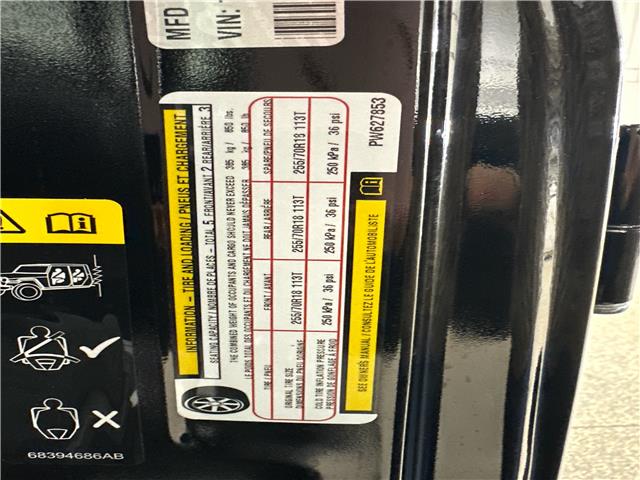 MFD
VIN:
INFORMATION – TIRE AND LOADING / PNEUS ET CHARGEMENT
SEATING CAPACITY / NOMBRE DE PLACES – TOTAL 5 FRONT/AVANT 2 REAR/ARRIÈRE 3
THE COMBINED WEIGHT OF OCCUPANTS AND CARGO SHOULD NEVER EXCEED 385 kg / 850 lbs.
LE POIDS TOTAL DES OCCUPANTS ET DU CHARGEMENT NE DOIT JAMAIS DÉPASSER 385 kg / 850 lb
TIRE / PNEU FRONT / AVANT REAR / ARRIÈRE SPARE/PNEU DE SECOURS
ORIGINAL TIRE SIZE 255/70R18 113T 255/70R18 113T 255/70R18 113T
DIMENSIONS DU PNEU D'ORIGINE
COLD TIRE INFLATION PRESSURE 250 kPa / 36 psi 250 kPa / 36 psi 250 kPa / 36 psi
PRESSION DE GONFLAGE À FROID
SEE OWNERS MANUAL / CONSULTEZ LE GUIDE DE L'AUTOMOBILISTE
PW627853
68394686AB